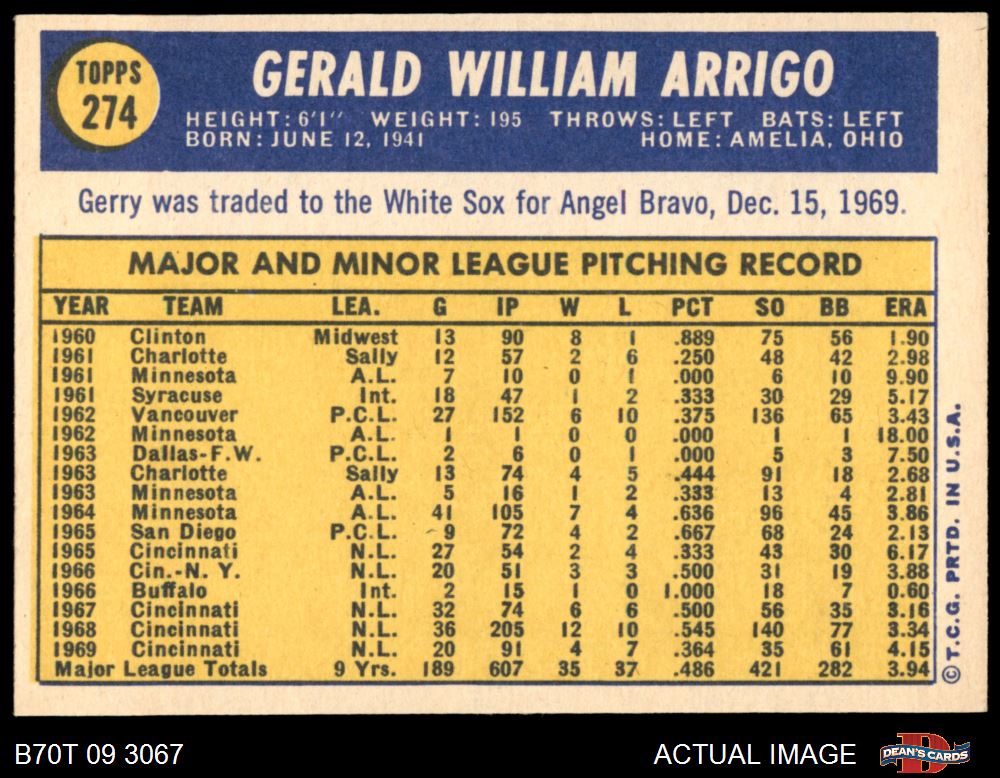 TOPPS
274
GERALD WILLIAM ARRIGO
HEIGHT: 6'1" WEIGHT: 195 THROWS: LEFT BATS: LEFT
BORN: JUNE 12, 1941 HOME: AMELIA, OHIO
Gerry was traded to the White Sox for Angel Bravo, Dec. 15, 1969.
MAJOR AND MINOR LEAGUE PITCHING RECORD
YEAR TEAM LEA. G IP W L PCT SO BB ERA
1960 Clinton Midwest 13 90 8 1 .889 75 56 1.90
1961 Charlotte Sally 12 57 2 6 .250 48 42 2.98
1961 Minnesota A.L. 7 10 0 1 .000 6 10 9.90
1961 Syracuse Int. 18 47 1 2 .333 30 29 5.17
1962 Vancouver P.C.L. 27 152 6 10 .375 136 65 3.43
1962 Minnesota A.L. 1 1 0 0 .000 1 1 18.00
1963 Dallas-F.W. P.C.L. 2 6 0 1 .000 5 3 7.50
1963 Charlotte Sally 13 74 4 5 .444 91 18 2.68
1963 Minnesota A.L. 5 16 1 2 .333 13 4 2.81
1964 Minnesota A.L. 41 105 7 4 .636 96 45 3.86
1965 San Diego P.C.L. 9 72 4 2 .667 68 24 2.13
1965 Cincinnati N.L. 27 54 2 4 .333 43 30 6.17
1966 Cin.-N. Y. N.L. 20 51 3 3 .500 31 19 3.88
1966 Buffalo Int. 2 15 1 0 1.000 18 7 0.60
1967 Cincinnati N.L. 32 74 6 6 .500 56 35 3.16
1968 Cincinnati N.L. 36 205 12 10 .545 140 77 3.34
1969 Cincinnati N.L. 20 91 4 7 .364 35 61 4.15
Major League Totals 9 Yrs. 189 607 35 37 .486 421 282 3.94
© T.C.G. PRTD. IN U.S.A.
B70T 09 3067 ACTUAL IMAGE DEAN'S CARDS